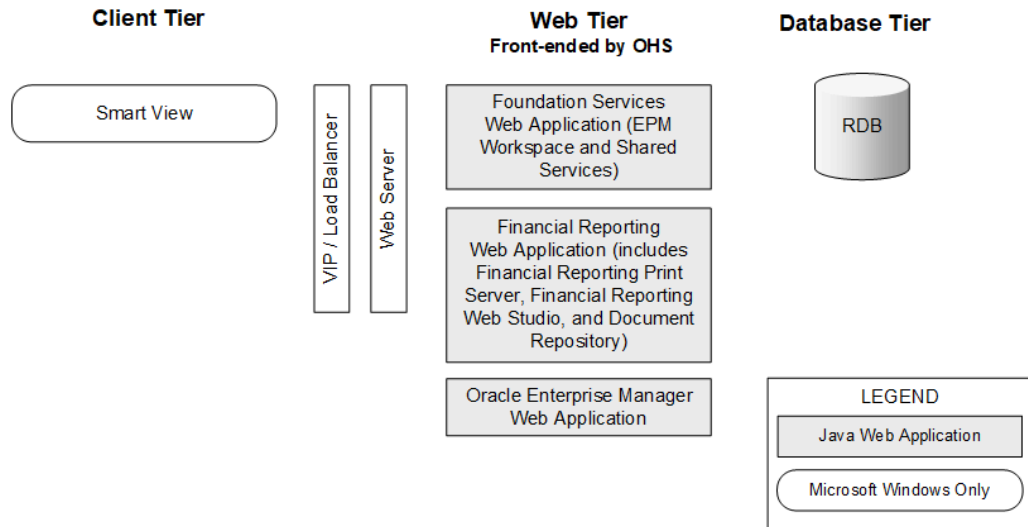 Client Tier
Web Tier
Front-ended by OHS
Database Tier
Smart View
VIP / Load Balancer
Web Server
Foundation Services
Web Application (EPM
Workspace and Shared
Services)
RDB
Financial Reporting
Web Application (includes
Financial Reporting Print
Server, Financial Reporting
Web Studio, and Document
Repository)
Oracle Enterprise Manager
Web Application
LEGEND
Java Web Application
Microsoft Windows Only